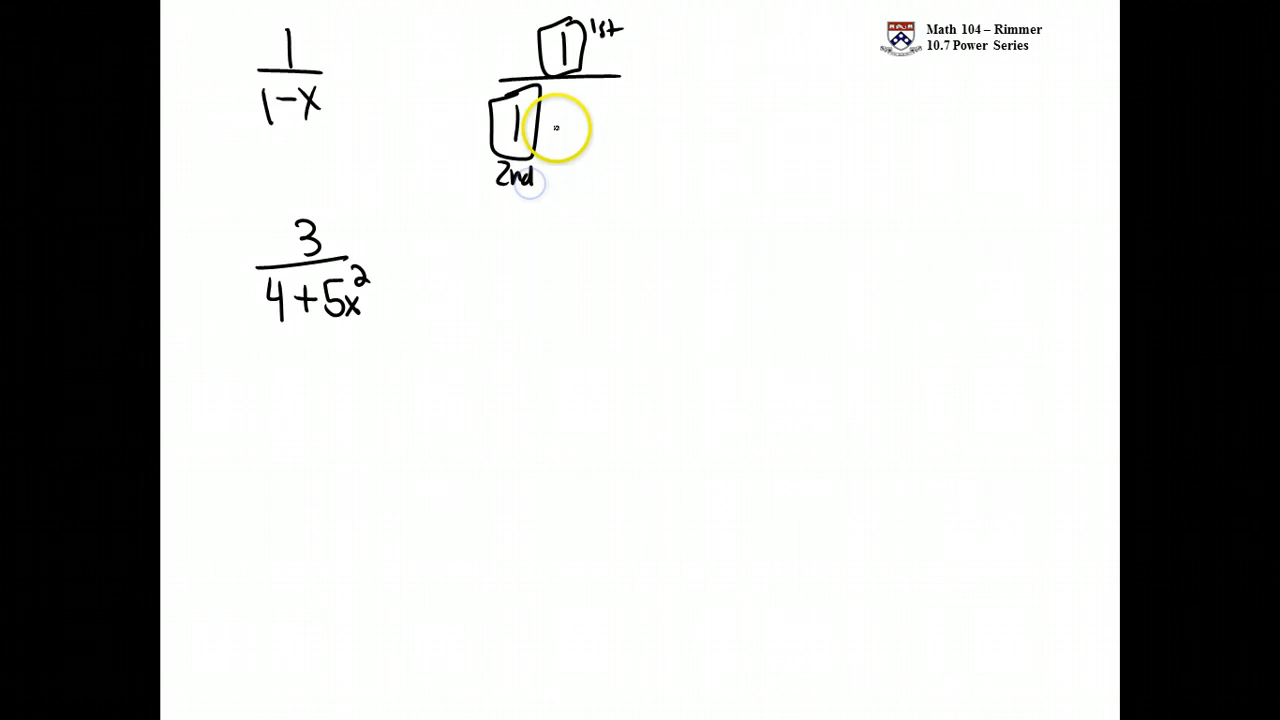 1
1-x
1 1st
1
2nd
Math 104 – Rimmer
10.7 Power Series
3
4+5x²